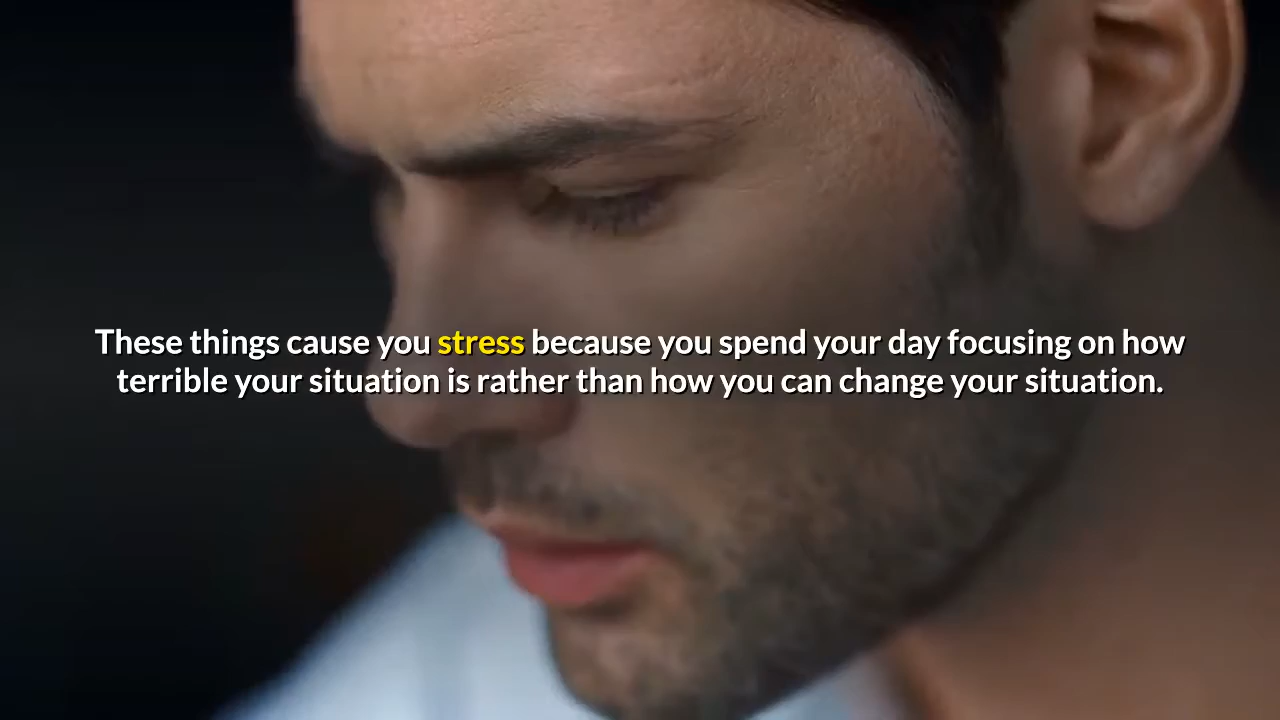 These things cause you stress because you spend your day focusing on how
terrible your situation is rather than how you can change your situation.